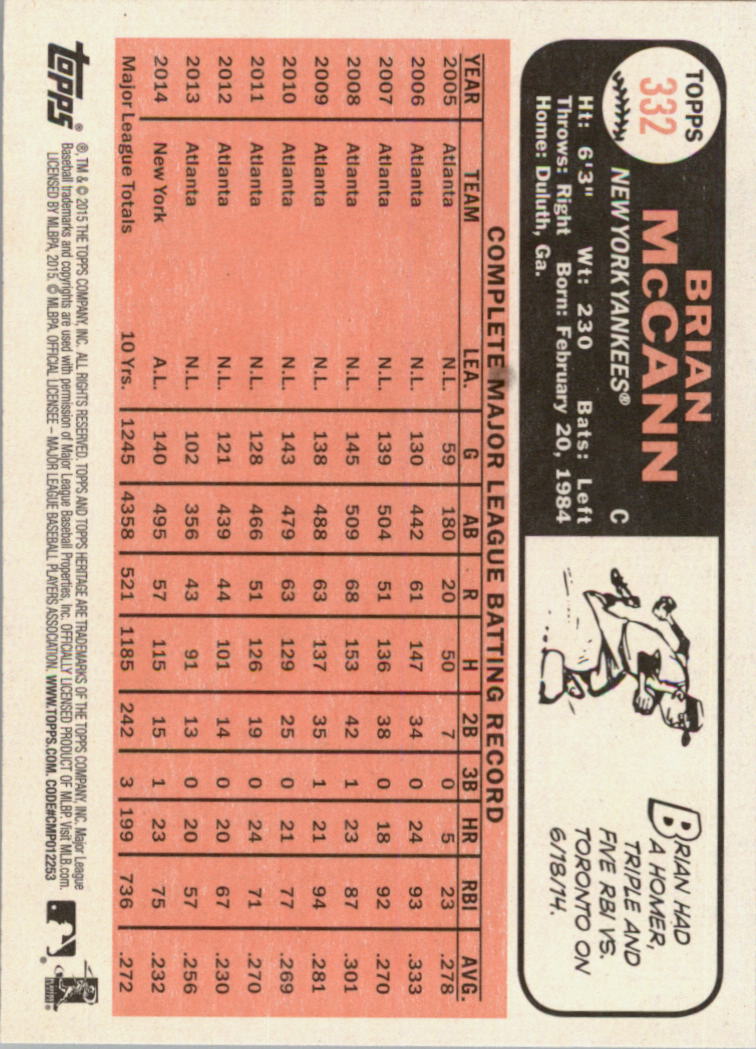 TOPPS
332
BRIAN
McCANN
NEW YORK YANKEES® C
Ht: 6'3" Wt: 230 Bats: Left
Throws: Right Born: February 20, 1984
Home: Duluth, Ga.
BRIAN HAD
A HOMER,
TRIPLE AND
FIVE RBI VS.
TORONTO ON
6/18/14.
COMPLETE MAJOR LEAGUE BATTING RECORD
YEAR TEAM LEA. G AB R H 2B 3B HR RBI AVG.
2005 Atlanta N.L. 59 180 20 50 7 0 5 23 .278
2006 Atlanta N.L. 130 442 61 147 34 0 24 93 .333
2007 Atlanta N.L. 139 504 51 136 38 0 18 92 .270
2008 Atlanta N.L. 145 509 68 153 42 1 23 87 .301
2009 Atlanta N.L. 138 488 63 137 35 1 21 94 .281
2010 Atlanta N.L. 143 479 63 129 25 0 21 77 .269
2011 Atlanta N.L. 128 466 51 126 19 0 24 71 .270
2012 Atlanta N.L. 121 439 44 101 14 0 20 67 .230
2013 Atlanta N.L. 102 356 43 91 13 0 20 57 .256
2014 New York A.L. 140 495 57 115 15 1 23 75 .232
Major League Totals 10 Yrs. 1245 4358 521 1185 242 3 199 736 .272
topps®
®, TM & © 2015 THE TOPPS COMPANY, INC. ALL RIGHTS RESERVED. TOPPS AND TOPPS HERITAGE ARE TRADEMARKS OF THE TOPPS COMPANY, INC. Major League
Baseball trademarks and copyrights are used with permission of Major League Baseball Properties, Inc. OFFICIALLY LICENSED PRODUCT OF MLBP. Visit MLB.com.
LICENSED BY MLBPA, 2015. © MLBPA. OFFICIAL LICENSEE – MAJOR LEAGUE BASEBALL PLAYERS ASSOCIATION. WWW.TOPPS.COM. CODE#CMP012253